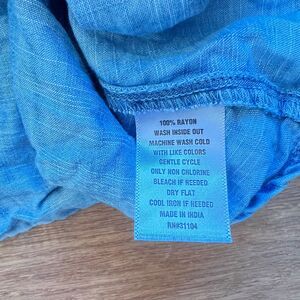 100% RAYON
WASH INSIDE OUT
MACHINE WASH COLD
WITH LIKE COLORS
GENTLE CYCLE
ONLY NON CHLORINE
BLEACH IF NEEDED
DRY FLAT
COOL IRON IF NEEDED
MADE IN INDIA
RN#31104